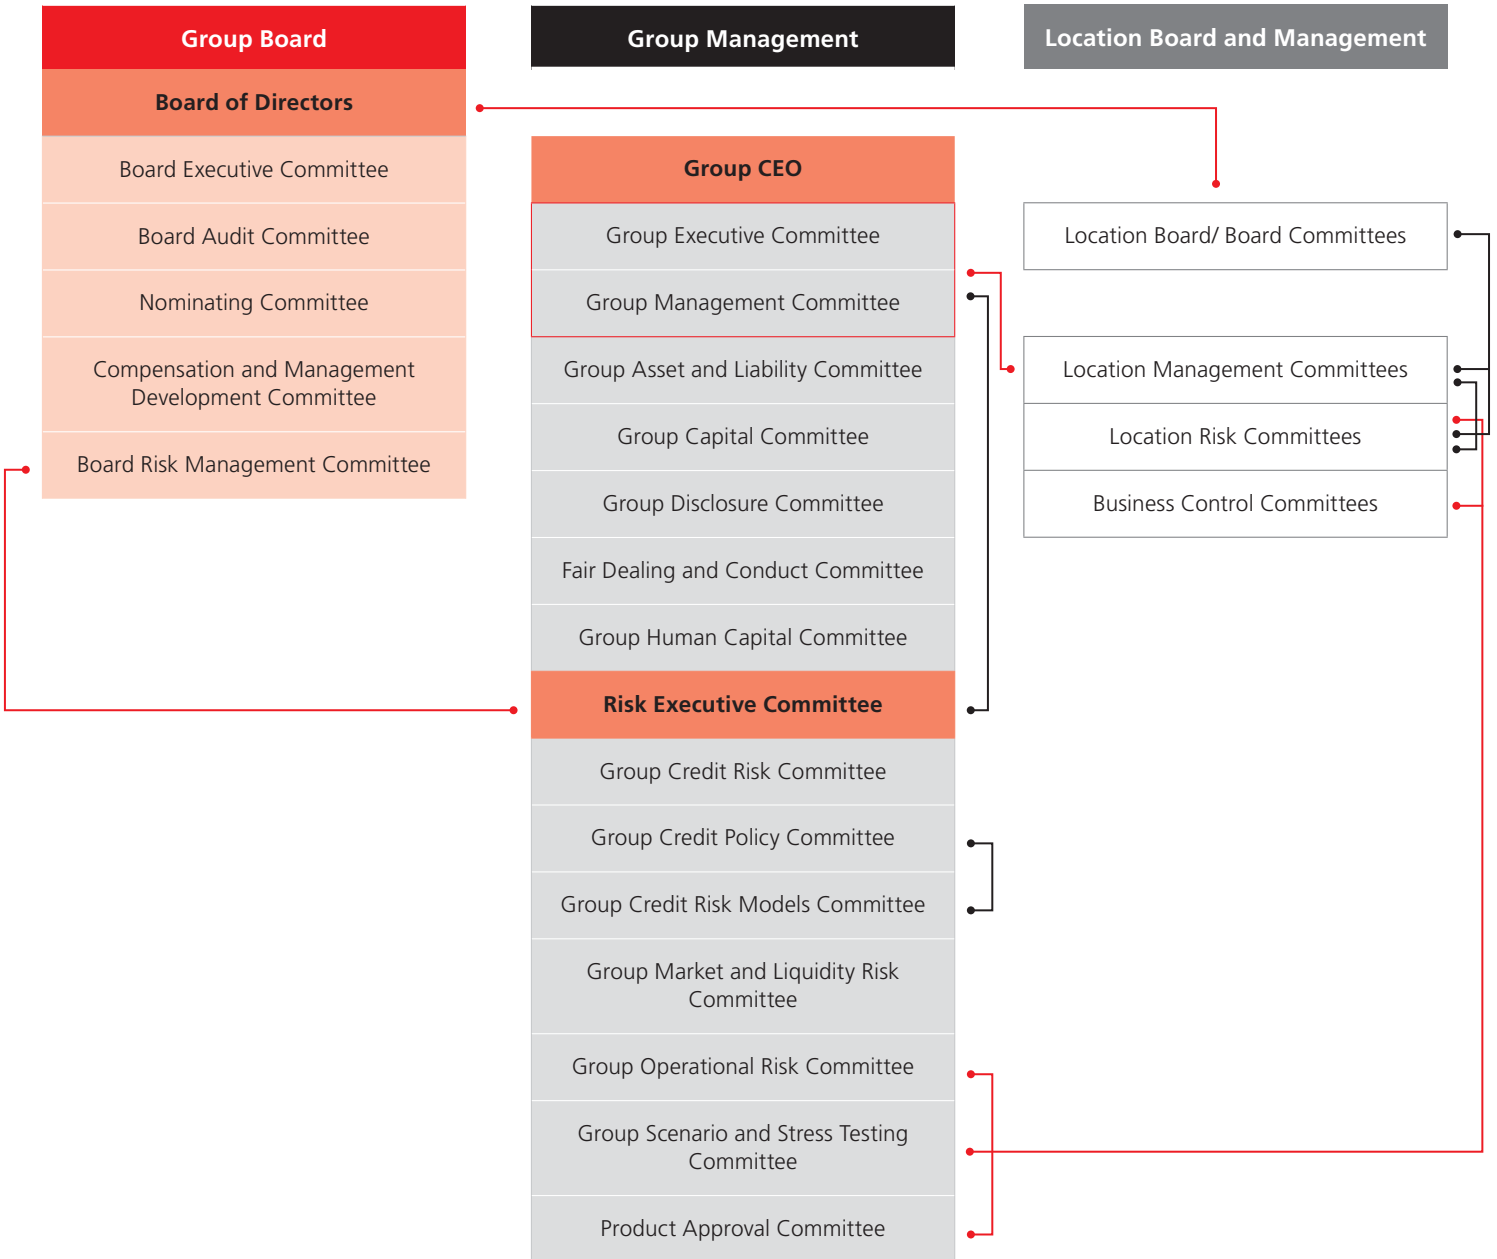 Group Board
Board of Directors
Board Executive Committee
Board Audit Committee
Nominating Committee
Compensation and Management
Development Committee
Board Risk Management Committee
Group Management
Group CEO
Group Executive Committee
Group Management Committee
Group Asset and Liability Committee
Group Capital Committee
Group Disclosure Committee
Fair Dealing and Conduct Committee
Group Human Capital Committee
Risk Executive Committee
Group Credit Risk Committee
Group Credit Policy Committee
Group Credit Risk Models Committee
Group Market and Liquidity Risk
Committee
Group Operational Risk Committee
Group Scenario and Stress Testing
Committee
Product Approval Committee
Location Board and Management
Location Board/ Board Committees
Location Management Committees
Location Risk Committees
Business Control Committees